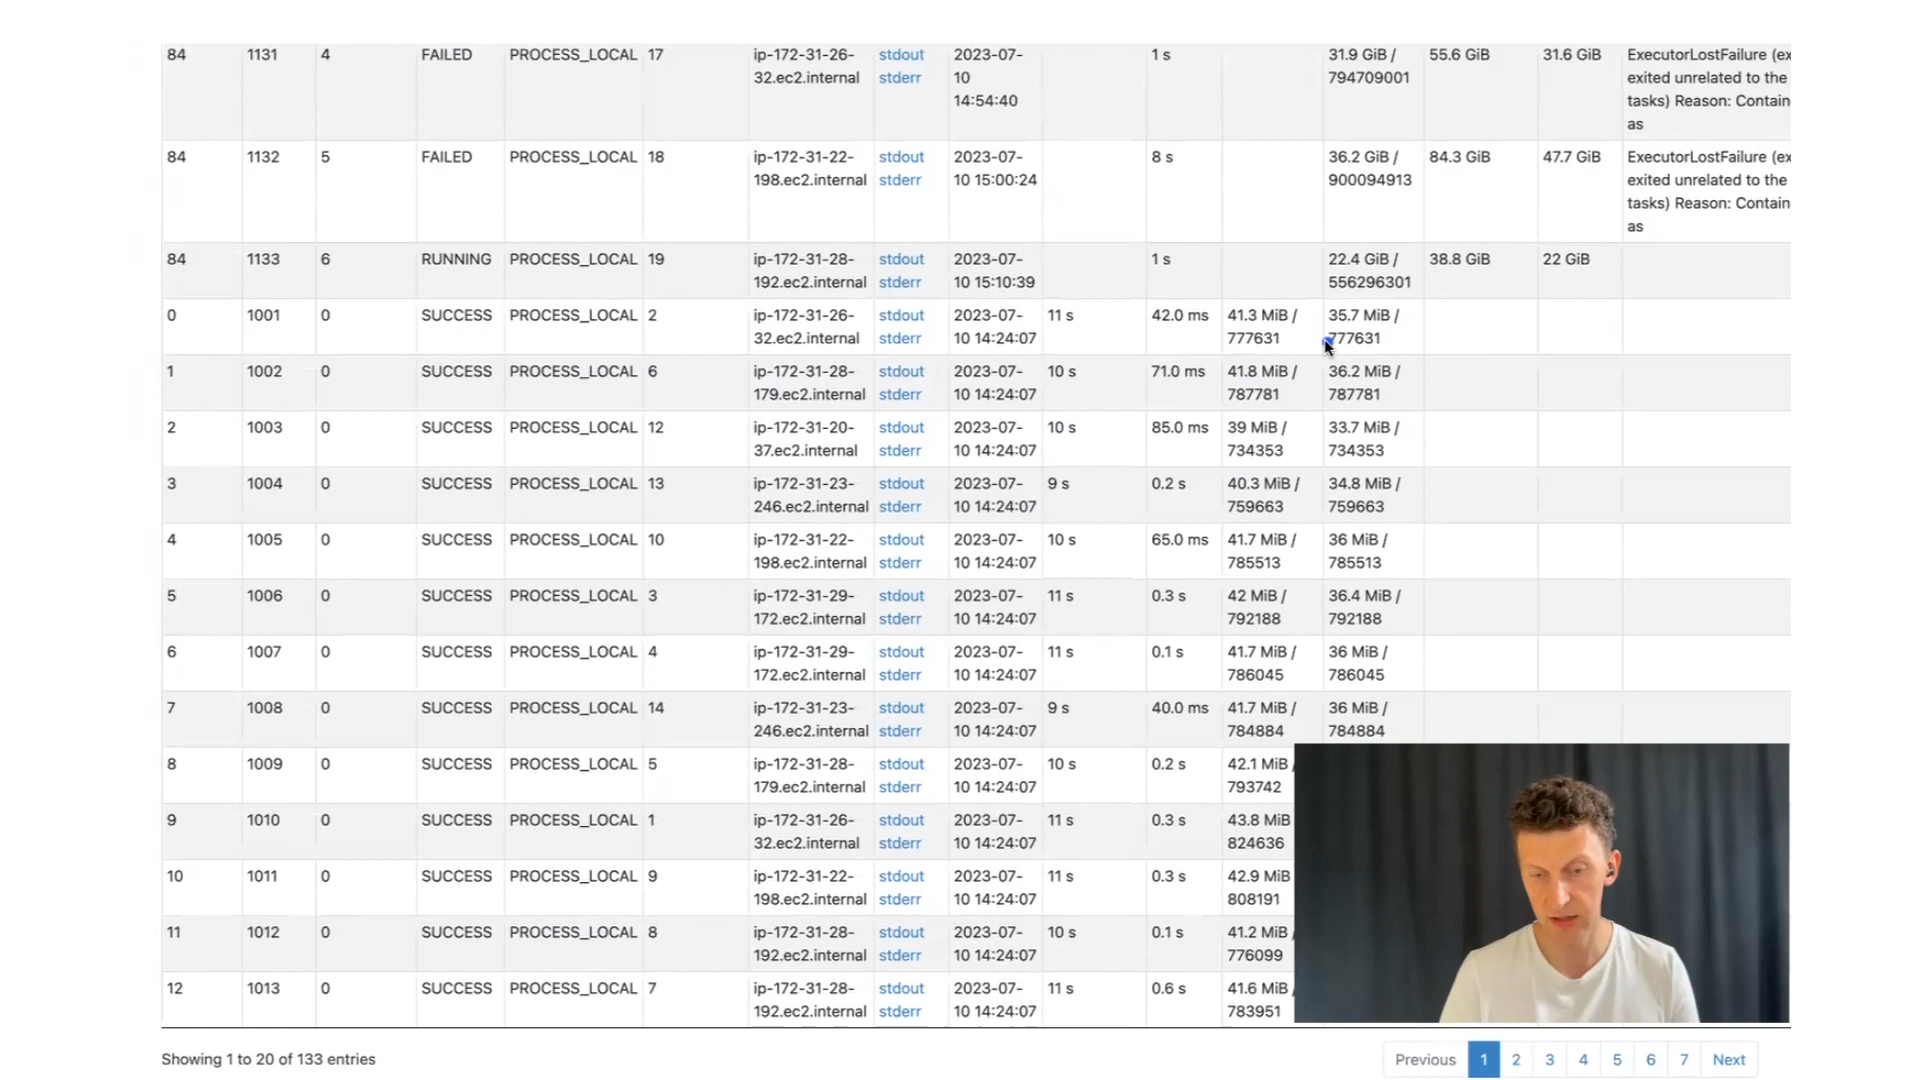 84 1131 4 FAILED PROCESS_LOCAL 17 ip-172-31-26- stdout 2023-07- 1 s 31.9 GiB / 55.6 GiB 31.6 GiB ExecutorLostFailure (ex
32.ec2.internal stderr 10 794709001 exited unrelated to the
14:54:40 tasks) Reason: Contain
as
84 1132 5 FAILED PROCESS_LOCAL 18 ip-172-31-22- stdout 2023-07- 8 s 36.2 GiB / 84.3 GiB 47.7 GiB ExecutorLostFailure (ex
198.ec2.internal stderr 10 15:00:24 900094913 exited unrelated to the
tasks) Reason: Contain
as
84 1133 6 RUNNING PROCESS_LOCAL 19 ip-172-31-28- stdout 2023-07- 1 s 22.4 GiB / 38.8 GiB 22 GiB
192.ec2.internal stderr 10 15:10:39 556296301
0 1001 0 SUCCESS PROCESS_LOCAL 2 ip-172-31-26- stdout 2023-07- 11 s 42.0 ms 41.3 MiB / 35.7 MiB /
32.ec2.internal stderr 10 14:24:07 777631 777631
1 1002 0 SUCCESS PROCESS_LOCAL 6 ip-172-31-28- stdout 2023-07- 10 s 71.0 ms 41.8 MiB / 36.2 MiB /
179.ec2.internal stderr 10 14:24:07 787781 787781
2 1003 0 SUCCESS PROCESS_LOCAL 12 ip-172-31-20- stdout 2023-07- 10 s 85.0 ms 39 MiB / 33.7 MiB /
37.ec2.internal stderr 10 14:24:07 734353 734353
3 1004 0 SUCCESS PROCESS_LOCAL 13 ip-172-31-23- stdout 2023-07- 9 s 0.2 s 40.3 MiB / 34.8 MiB /
246.ec2.internal stderr 10 14:24:07 759663 759663
4 1005 0 SUCCESS PROCESS_LOCAL 10 ip-172-31-22- stdout 2023-07- 10 s 65.0 ms 41.7 MiB / 36 MiB /
198.ec2.internal stderr 10 14:24:07 785513 785513
5 1006 0 SUCCESS PROCESS_LOCAL 3 ip-172-31-29- stdout 2023-07- 11 s 0.3 s 42 MiB / 36.4 MiB /
172.ec2.internal stderr 10 14:24:07 792188 792188
6 1007 0 SUCCESS PROCESS_LOCAL 4 ip-172-31-29- stdout 2023-07- 11 s 0.1 s 41.7 MiB / 36 MiB /
172.ec2.internal stderr 10 14:24:07 786045 786045
7 1008 0 SUCCESS PROCESS_LOCAL 14 ip-172-31-23- stdout 2023-07- 9 s 40.0 ms 41.7 MiB / 36 MiB /
246.ec2.internal stderr 10 14:24:07 784884 784884
8 1009 0 SUCCESS PROCESS_LOCAL 5 ip-172-31-28- stdout 2023-07- 10 s 0.2 s 42.1 MiB /
179.ec2.internal stderr 10 14:24:07 793742
9 1010 0 SUCCESS PROCESS_LOCAL 1 ip-172-31-26- stdout 2023-07- 11 s 0.3 s 43.8 MiB
32.ec2.internal stderr 10 14:24:07 824636
10 1011 0 SUCCESS PROCESS_LOCAL 9 ip-172-31-22- stdout 2023-07- 11 s 0.3 s 42.9 MiB
198.ec2.internal stderr 10 14:24:07 808191
11 1012 0 SUCCESS PROCESS_LOCAL 8 ip-172-31-28- stdout 2023-07- 10 s 0.1 s 41.2 MiB /
192.ec2.internal stderr 10 14:24:07 776099
12 1013 0 SUCCESS PROCESS_LOCAL 7 ip-172-31-28- stdout 2023-07- 11 s 0.6 s 41.6 MiB /
192.ec2.internal stderr 10 14:24:07 783951
Showing 1 to 20 of 133 entries Previous 1 2 3 4 5 6 7 Next